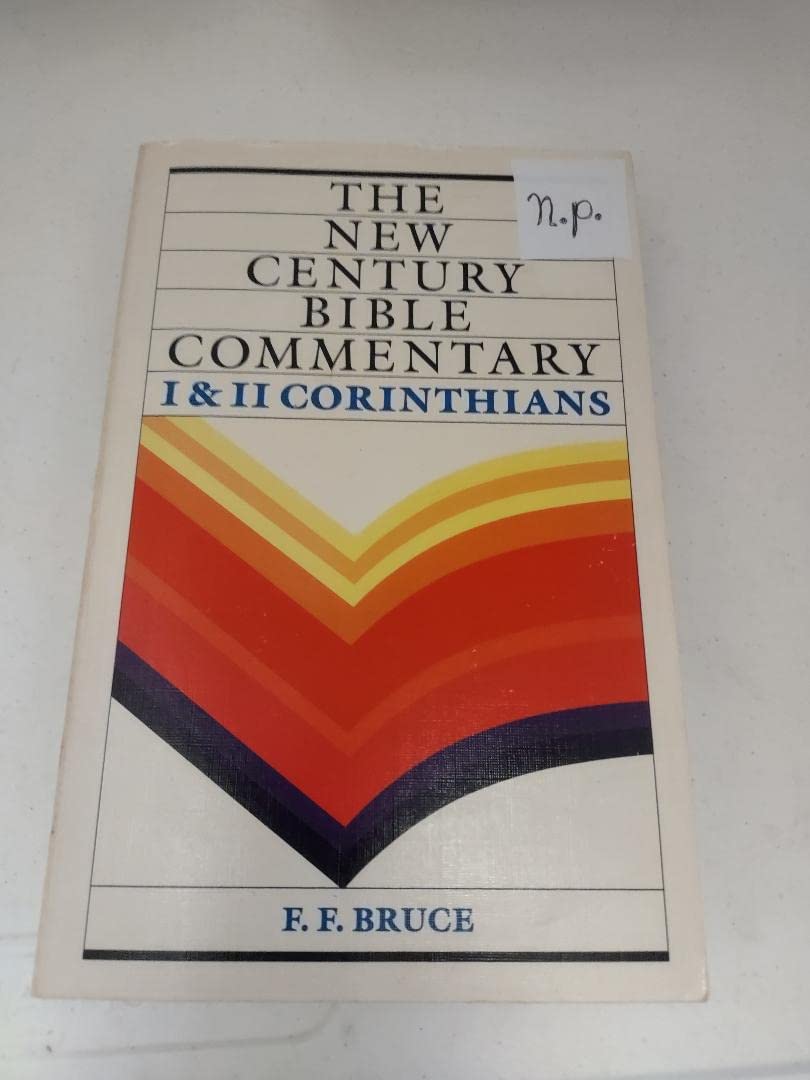 THE
n.p.
NEW
CENTURY
BIBLE
COMMENTARY
I & II CORINTHIANS
F. F. BRUCE